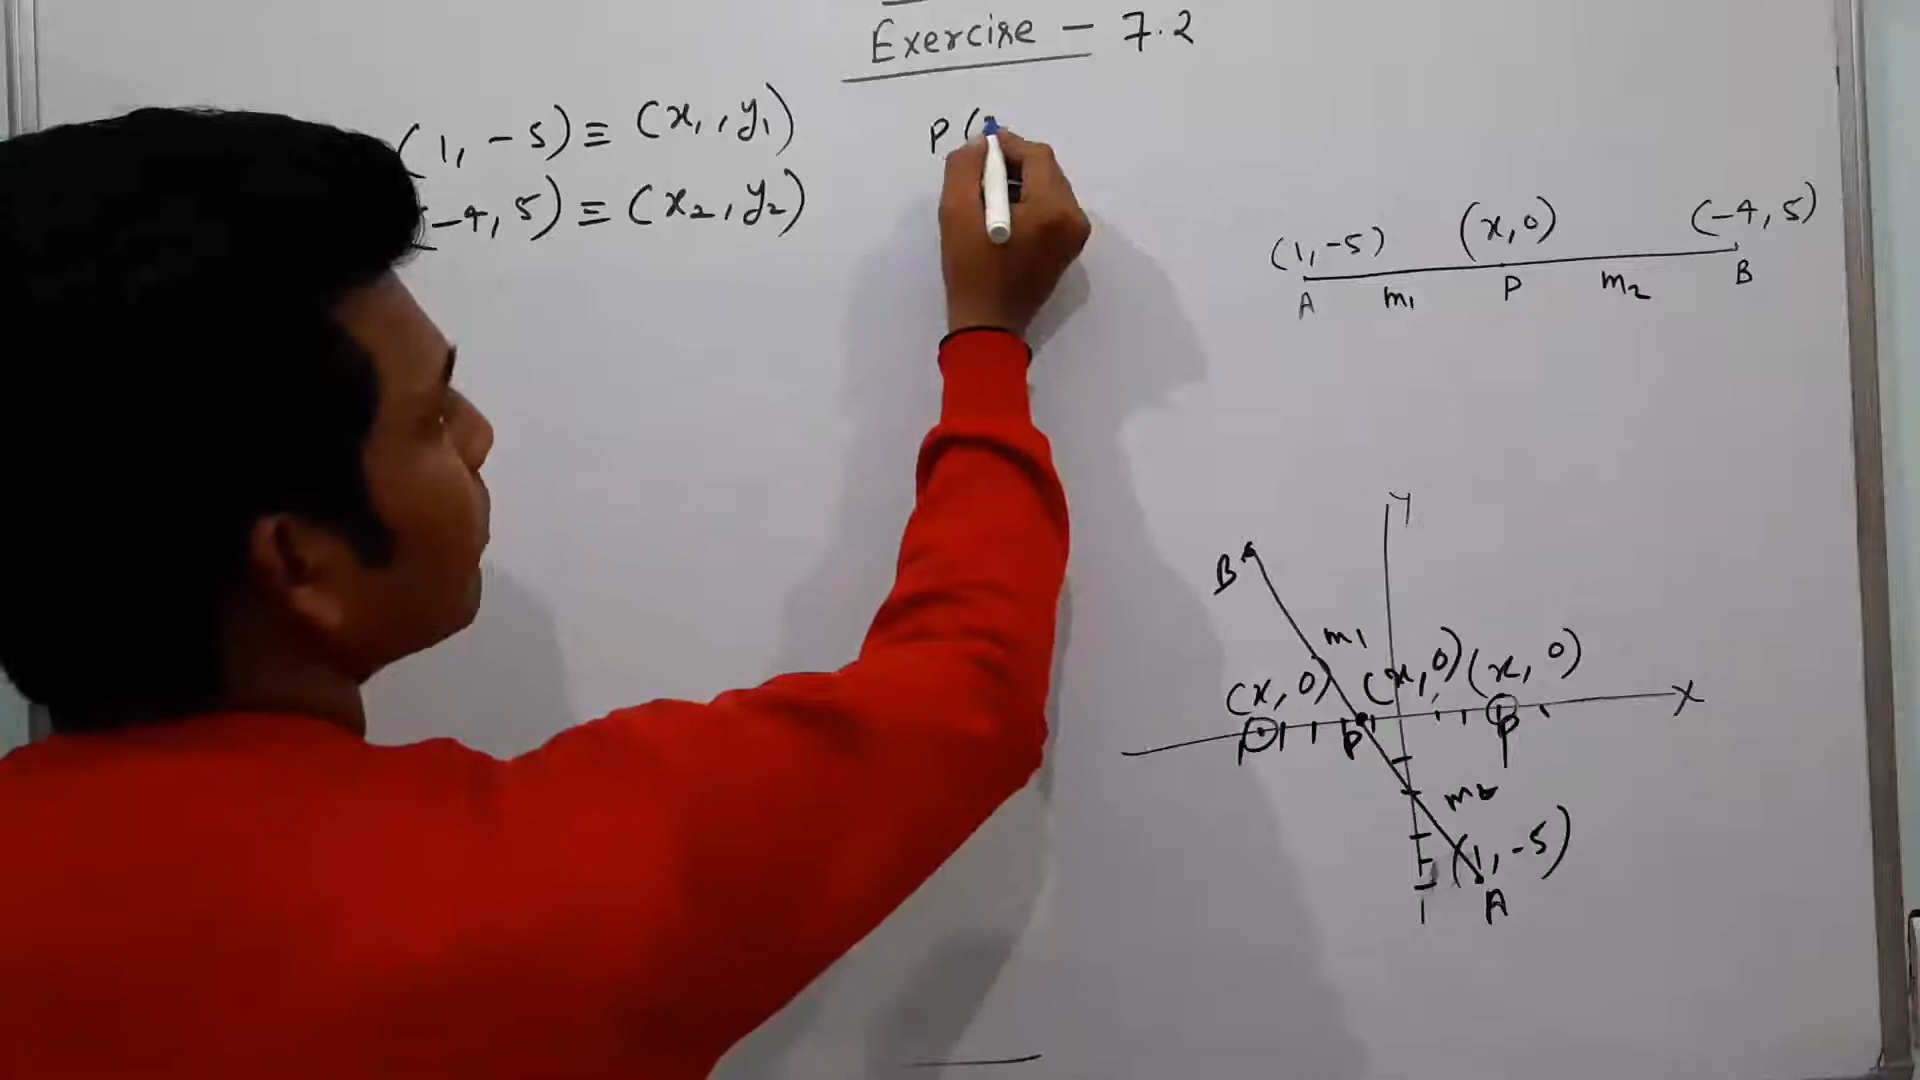 Exercise - 7.2
(1, -5) ≡ (x₁, y₁)
(-4, 5) ≡ (x₂, y₂)
P (
(1, -5) (x, 0) (-4, 5)
A m₁ P m₂ B
Y
B
m₁
(x, 0) (x, 0) (x, 0)
X
P P P
m₂
(1, -5)
A